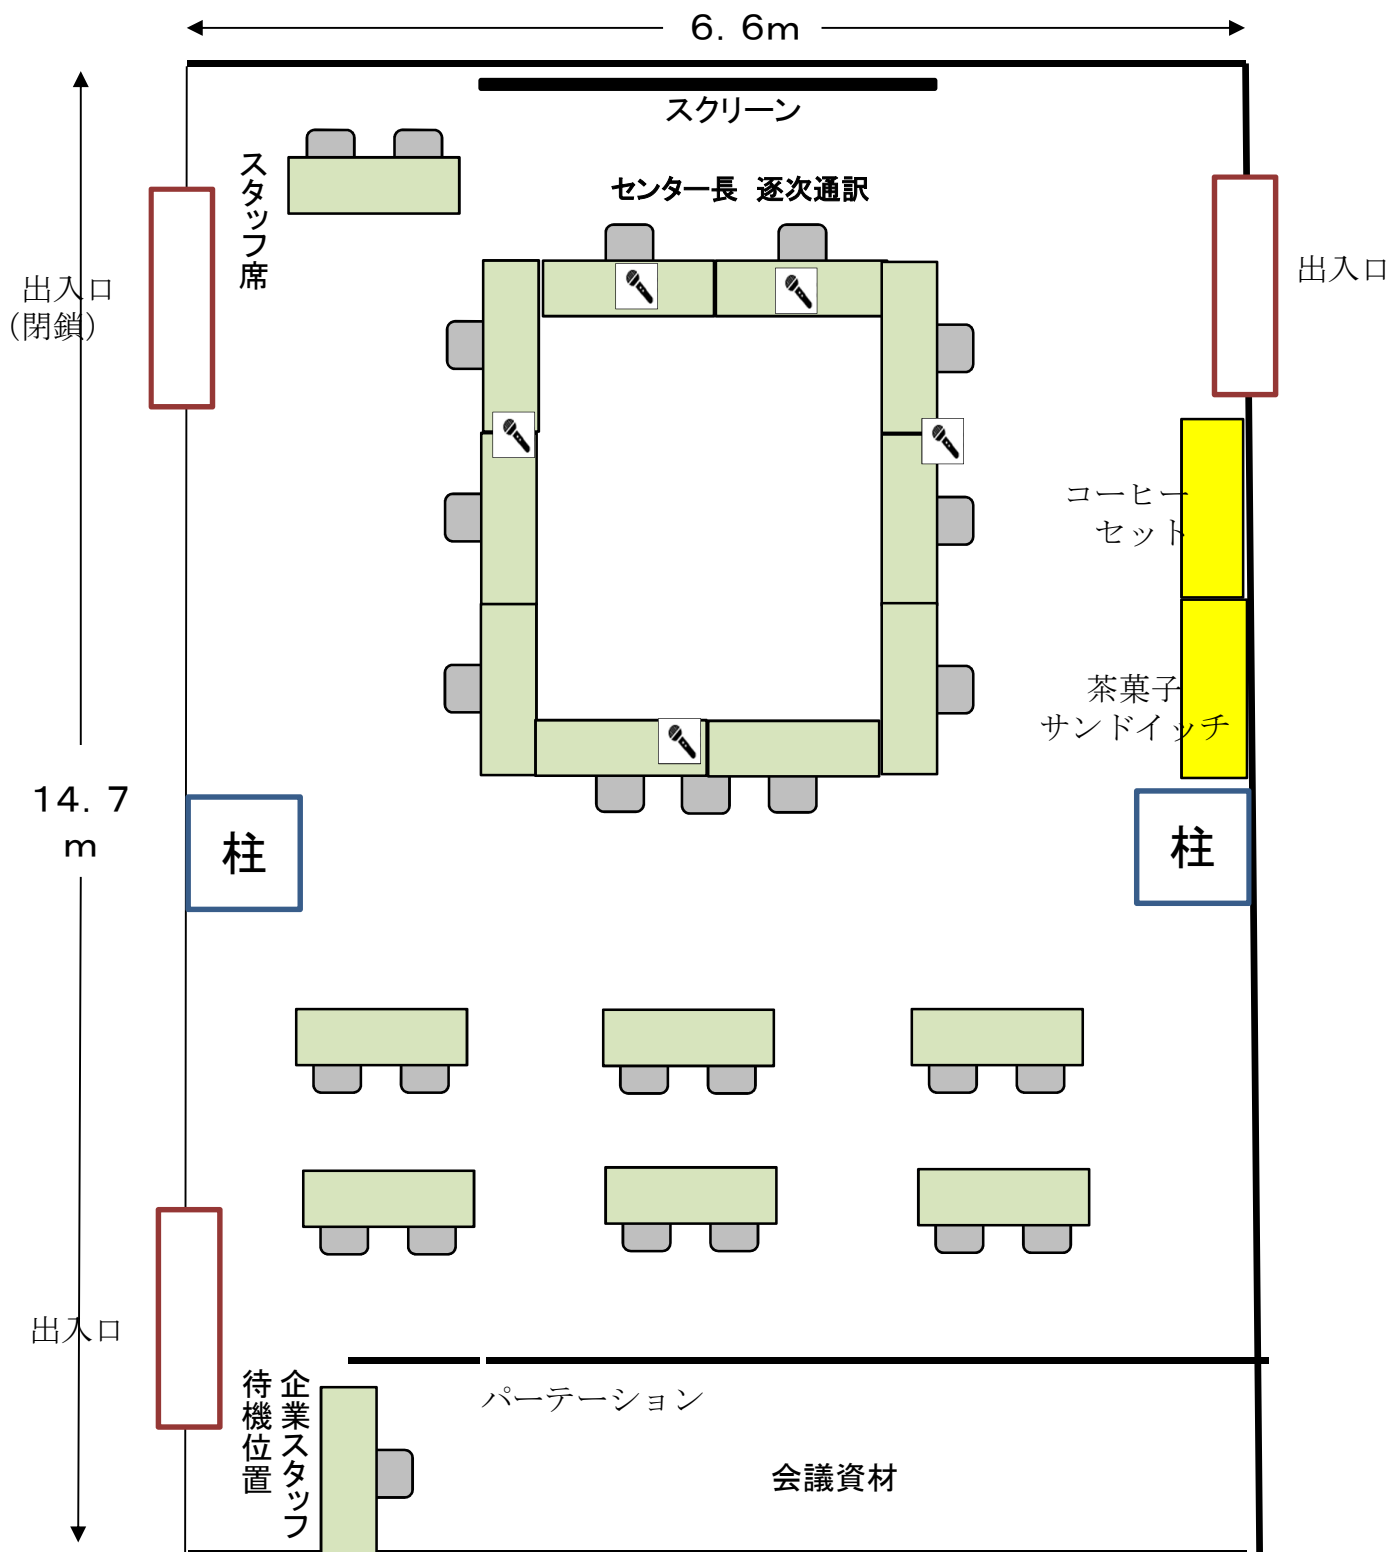 6. 6m
スクリーン
スタッフ席
センター長 逐次通訳
出入口
(閉鎖)
出入口
コーヒー
セット
茶菓子
サンドイッチ
14. 7
m
柱
柱
出入口
パーテーション
企業スタッフ
待機位置
会議資材